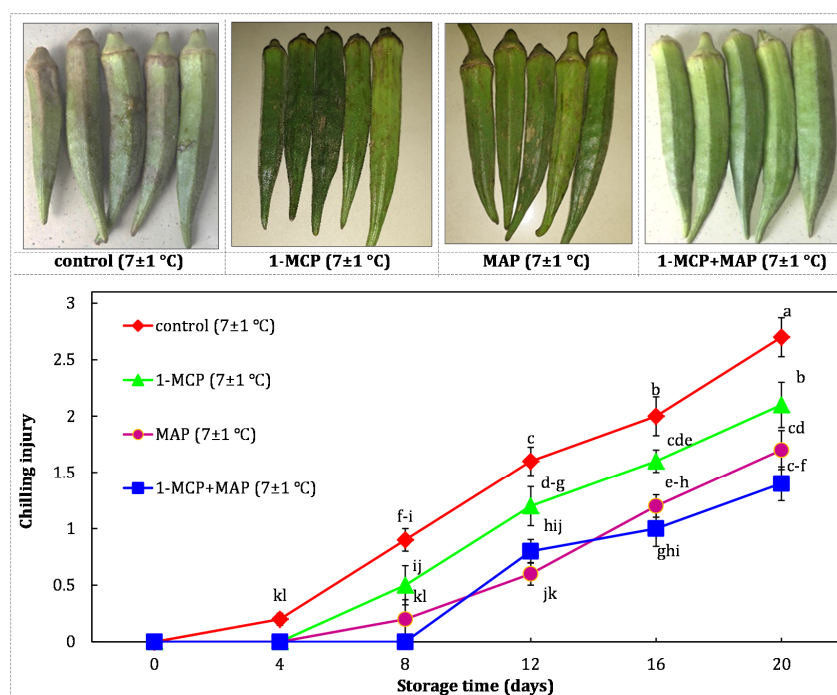 control (7±1 °C) 1-MCP (7±1 °C) MAP (7±1 °C) 1-MCP+MAP (7±1 °C)
3
2.5
2
1.5
1
0.5
0
Chilling injury
control (7±1 °C)
1-MCP (7±1 °C)
MAP (7±1 °C)
1-MCP+MAP (7±1 °C)
a
b
b
cd
c
cde
c-f
d-g
e-h
f-i
hij
ghi
ij
kl
jk
kl
0 4 8 12 16 20
Storage time (days)